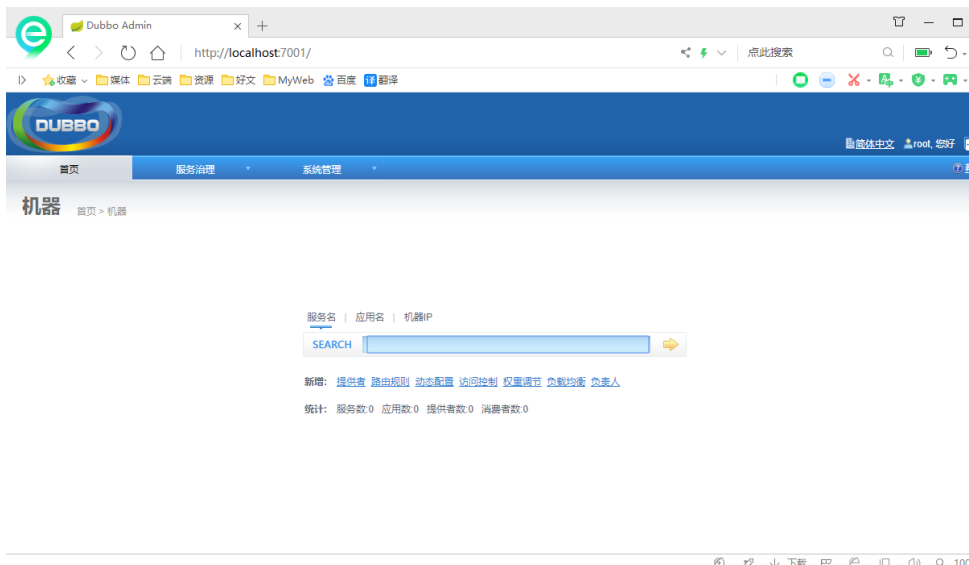 Dubbo Admin
http://localhost:7001/
点此搜索
收藏 媒体 云端 资源 好文 MyWeb 百度 译 翻译
DUBBO
简体中文 root, 您好
首页 服务治理 系统管理
机器 首页 > 机器
服务名 | 应用名 | 机器IP
SEARCH
新增: 提供者 路由规则 动态配置 访问控制 权重调节 负载均衡 负责人
统计: 服务数:0 应用数:0 提供者数:0 消费者数:0
下载 100